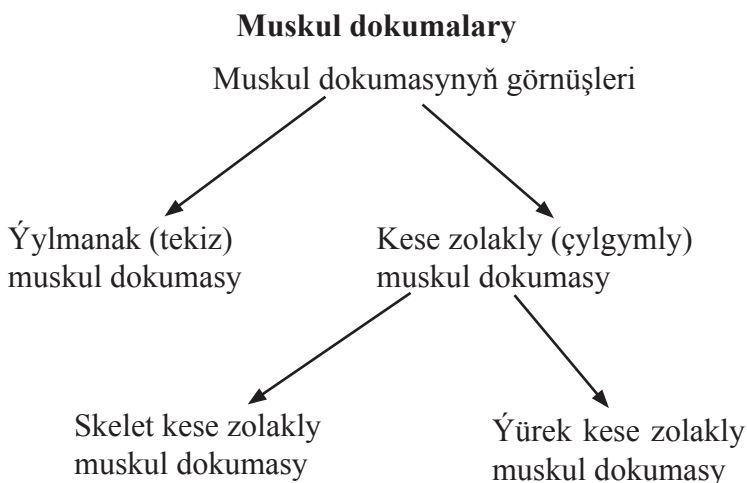 Muskul dokumalary
Muskul dokumasynyň görnüşleri
Ýylmanak (tekiz)
muskul dokumasy
Kese zolakly (çylgymly)
muskul dokumasy
Skelet kese zolakly
muskul dokumasy
Ýürek kese zolakly
muskul dokumasy